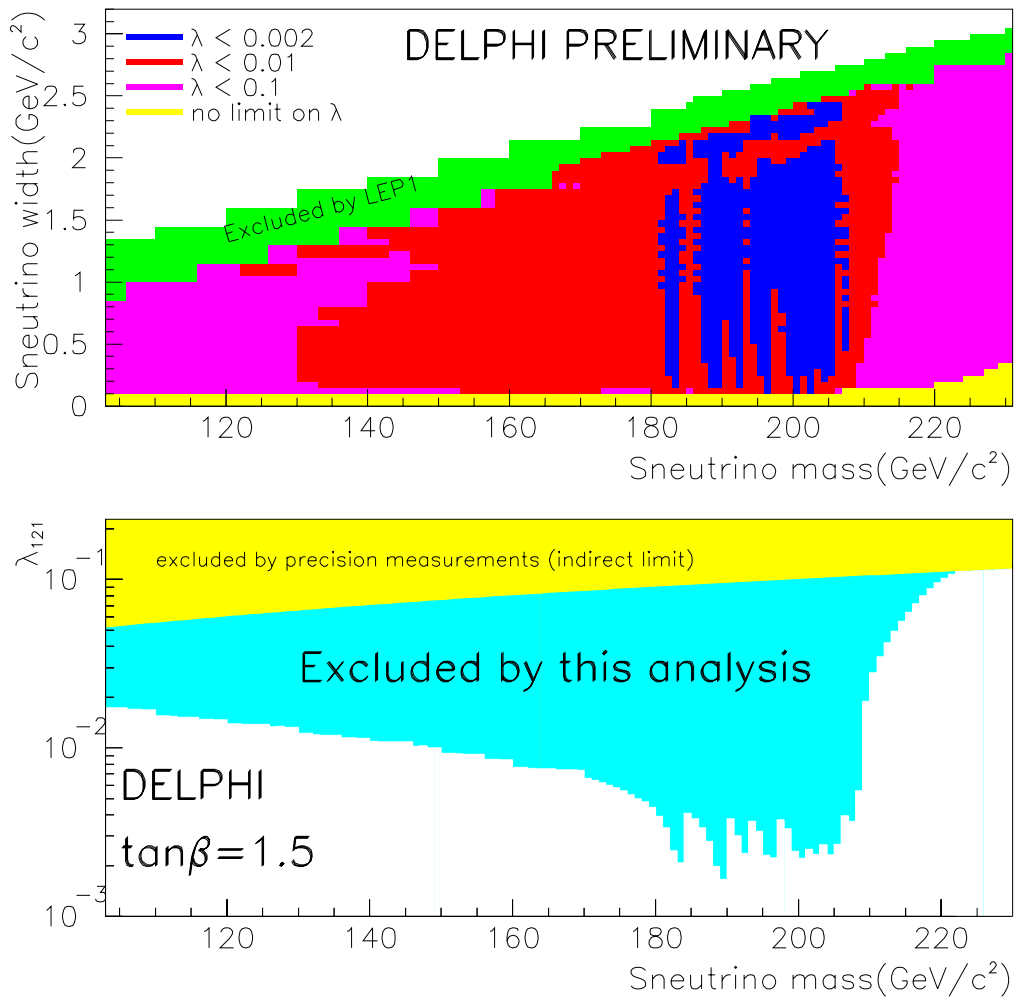 DELPHI PRELIMINARY
λ < 0.002
λ < 0.01
λ < 0.1
no limit on λ
Excluded by LEP1
Sneutrino width(GeV/c²)
3
2.5
2
1.5
1
0.5
0
120 140 160 180 200 220
Sneutrino mass(GeV/c²)
λ₁₂₁
excluded by precision measurements (indirect limit)
Excluded by this analysis
DELPHI
tanβ=1.5
10⁻¹
10⁻²
10⁻³
120 140 160 180 200 220
Sneutrino mass(GeV/c²)